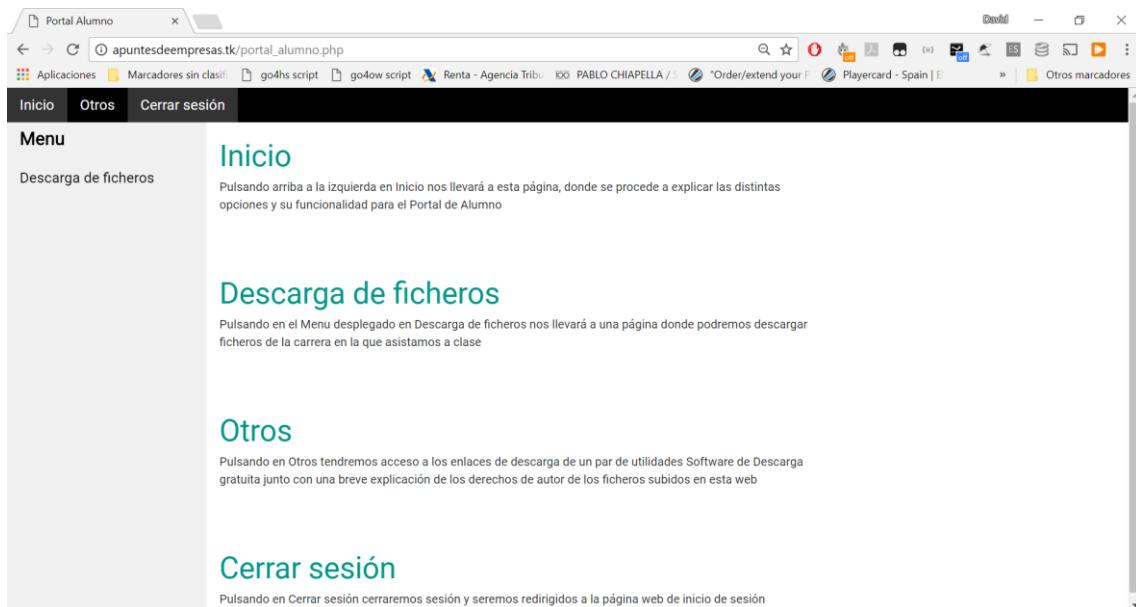 Portal Alumno
David
apuntesdeempresas.tk/portal_alumno.php
Aplicaciones Marcadores sin clasifi go4hs script go4ow script Renta - Agencia Tribu PABLO CHIAPELLA / "Order/extend your P Playercard - Spain | E » Otros marcadores
Inicio Otros Cerrar sesión
Menu
Descarga de ficheros
Inicio
Pulsando arriba a la izquierda en Inicio nos llevará a esta página, donde se procede a explicar las distintas
opciones y su funcionalidad para el Portal de Alumno
Descarga de ficheros
Pulsando en el Menu desplegado en Descarga de ficheros nos llevará a una página donde podremos descargar
ficheros de la carrera en la que asistamos a clase
Otros
Pulsando en Otros tendremos acceso a los enlaces de descarga de un par de utilidades Software de Descarga
gratuita junto con una breve explicación de los derechos de autor de los ficheros subidos en esta web
Cerrar sesión
Pulsando en Cerrar sesión cerraremos sesión y seremos redirigidos a la página web de inicio de sesión